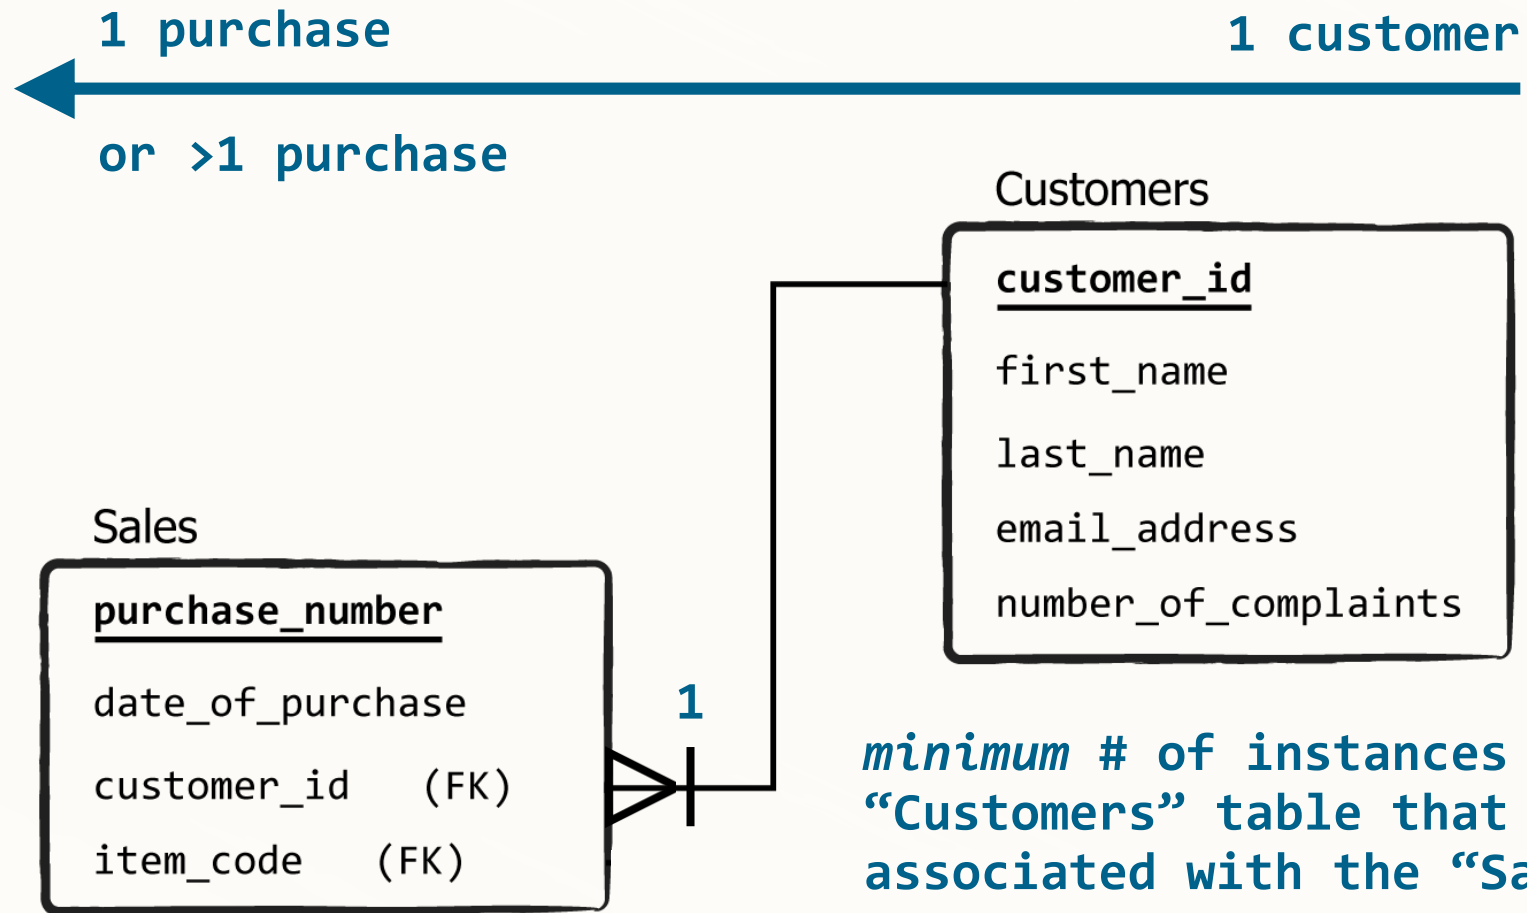 1 purchase
1 customer
or >1 purchase
Customers
customer_id
first_name
last_name
email_address
number_of_complaints
Sales
purchase_number
date_of_purchase
customer_id (FK)
item_code (FK)
1
minimum # of instances
“Customers” table that
associated with the